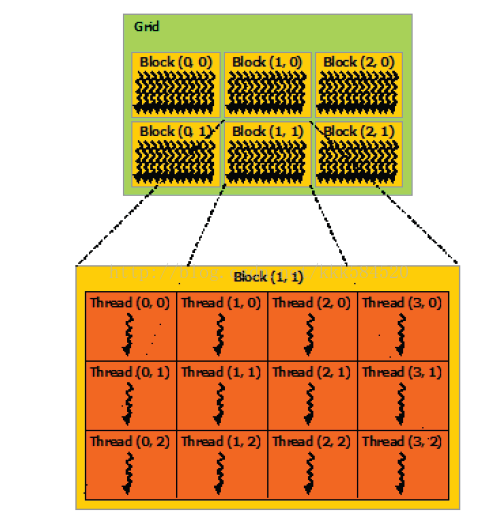 Grid
Block (0, 0) Block (1, 0) Block (2, 0)
Block (0, 1) Block (1, 1) Block (2, 1)
Block (1, 1)
Thread (0, 0) Thread (1, 0) Thread (2, 0) Thread (3, 0)
Thread (0, 1) Thread (1, 1) Thread (2, 1) Thread (3, 1)
Thread (0, 2) Thread (1, 2) Thread (2, 2) Thread (3, 2)